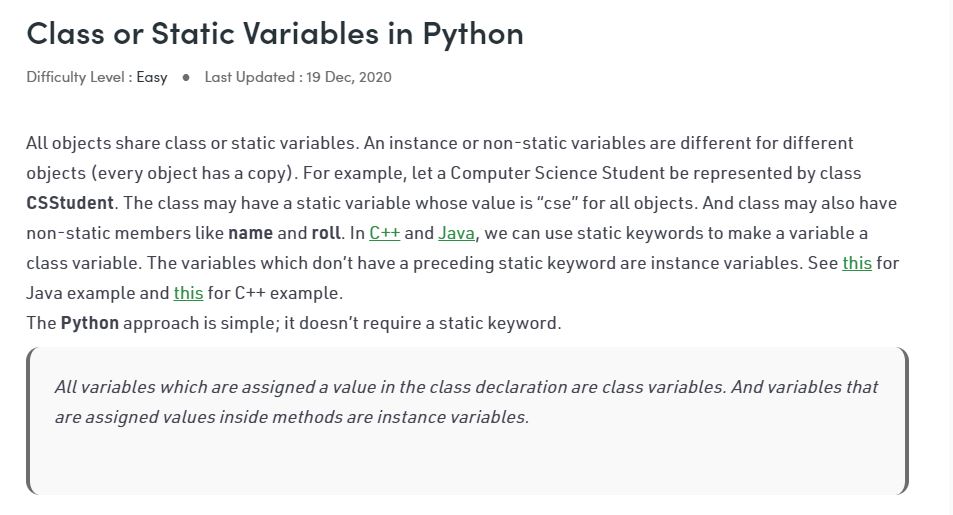 Class or Static Variables in Python
Difficulty Level : Easy ● Last Updated : 19 Dec, 2020
All objects share class or static variables. An instance or non-static variables are different for different
objects (every object has a copy). For example, let a Computer Science Student be represented by class
CSStudent. The class may have a static variable whose value is “cse” for all objects. And class may also have
non-static members like name and roll. In C++ and Java, we can use static keywords to make a variable a
class variable. The variables which don’t have a preceding static keyword are instance variables. See this for
Java example and this for C++ example.
The Python approach is simple; it doesn’t require a static keyword.
All variables which are assigned a value in the class declaration are class variables. And variables that
are assigned values inside methods are instance variables.